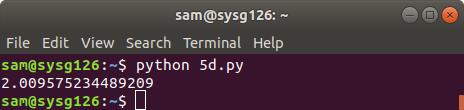 sam@sysg126: ~
File Edit View Search Terminal Help
sam@sysg126:~$ python 5d.py
2.009575234489209
sam@sysg126:~$